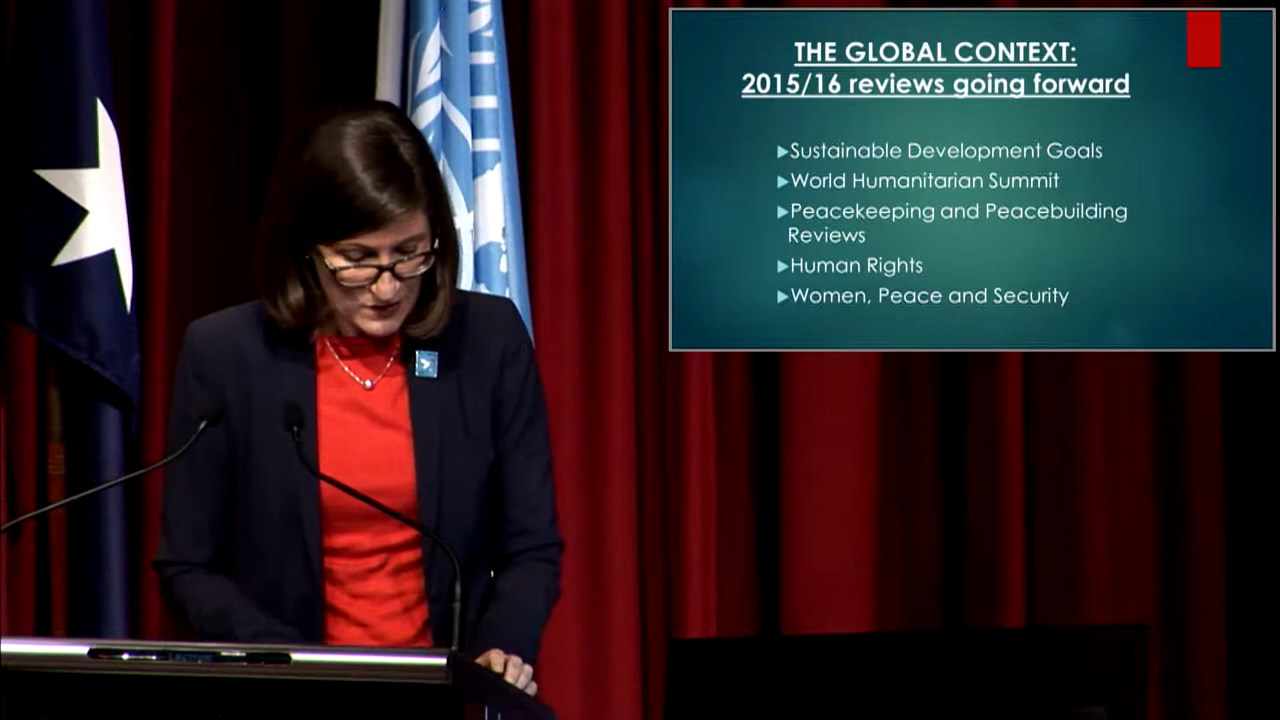 THE GLOBAL CONTEXT:
2015/16 reviews going forward
▶Sustainable Development Goals
▶World Humanitarian Summit
▶Peacekeeping and Peacebuilding
Reviews
▶Human Rights
▶Women, Peace and Security